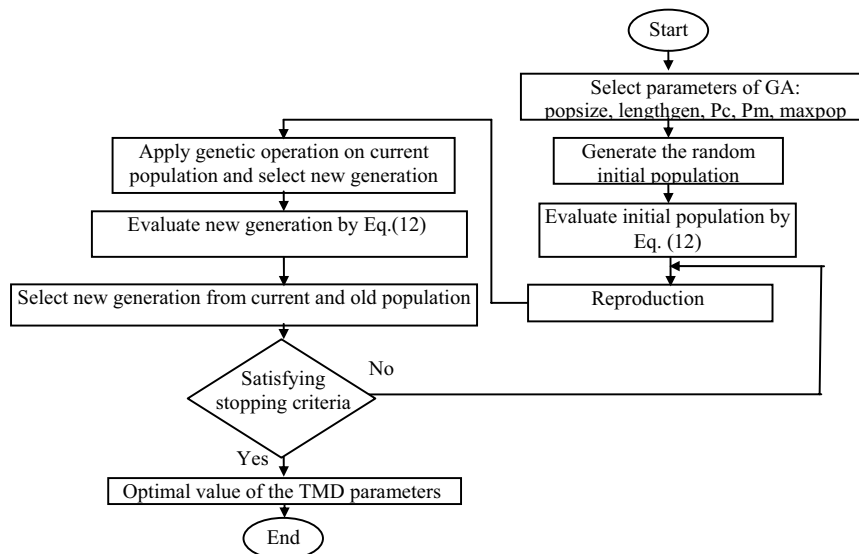 Start
Select parameters of GA:
popsize, lengthgen, Pc, Pm, maxpop
Generate the random
initial population
Evaluate initial population by
Eq. (12)
Reproduction
Apply genetic operation on current
population and select new generation
Evaluate new generation by Eq.(12)
Select new generation from current and old population
Satisfying
stopping criteria
No
Yes
Optimal value of the TMD parameters
End